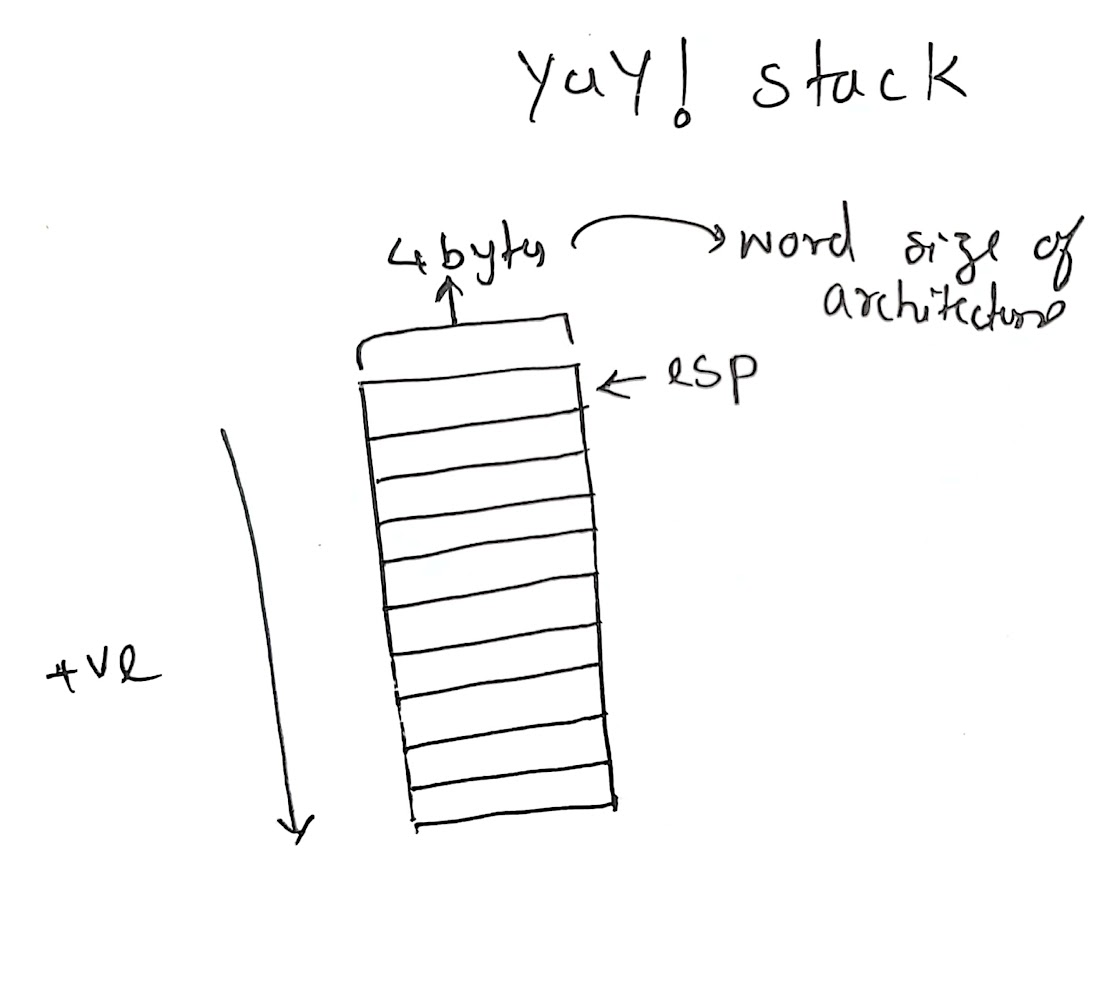 YaY! stack
4 bytes
word size of
architecture
esp
+ve